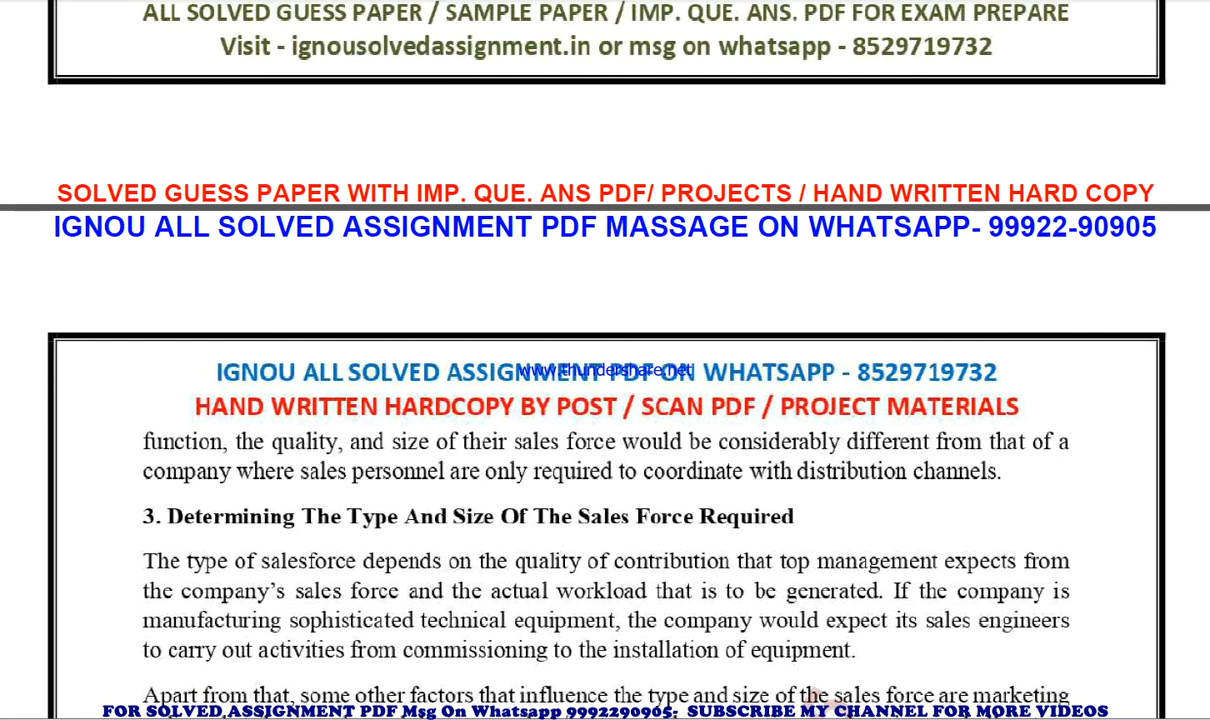 ALL SOLVED GUESS PAPER / SAMPLE PAPER / IMP. QUE. ANS. PDF FOR EXAM PREPARE
Visit - ignousolvedassignment.in or msg on whatsapp - 8529719732
SOLVED GUESS PAPER WITH IMP. QUE. ANS PDF/ PROJECTS / HAND WRITTEN HARD COPY
IGNOU ALL SOLVED ASSIGNMENT PDF MASSAGE ON WHATSAPP- 99922-90905
IGNOU ALL SOLVED ASSIGNMENT PDF ON WHATSAPP - 8529719732
www.thundershare.net
HAND WRITTEN HARDCOPY BY POST / SCAN PDF / PROJECT MATERIALS
function, the quality, and size of their sales force would be considerably different from that of a
company where sales personnel are only required to coordinate with distribution channels.
3. Determining The Type And Size Of The Sales Force Required
The type of salesforce depends on the quality of contribution that top management expects from
the company's sales force and the actual workload that is to be generated. If the company is
manufacturing sophisticated technical equipment, the company would expect its sales engineers
to carry out activities from commissioning to the installation of equipment.
Apart from that, some other factors that influence the type and size of the sales force are marketing
FOR SOLVED ASSIGNMENT PDF Msg On Whatsapp 9992290905; SUBSCRIBE MY CHANNEL FOR MORE VIDEOS